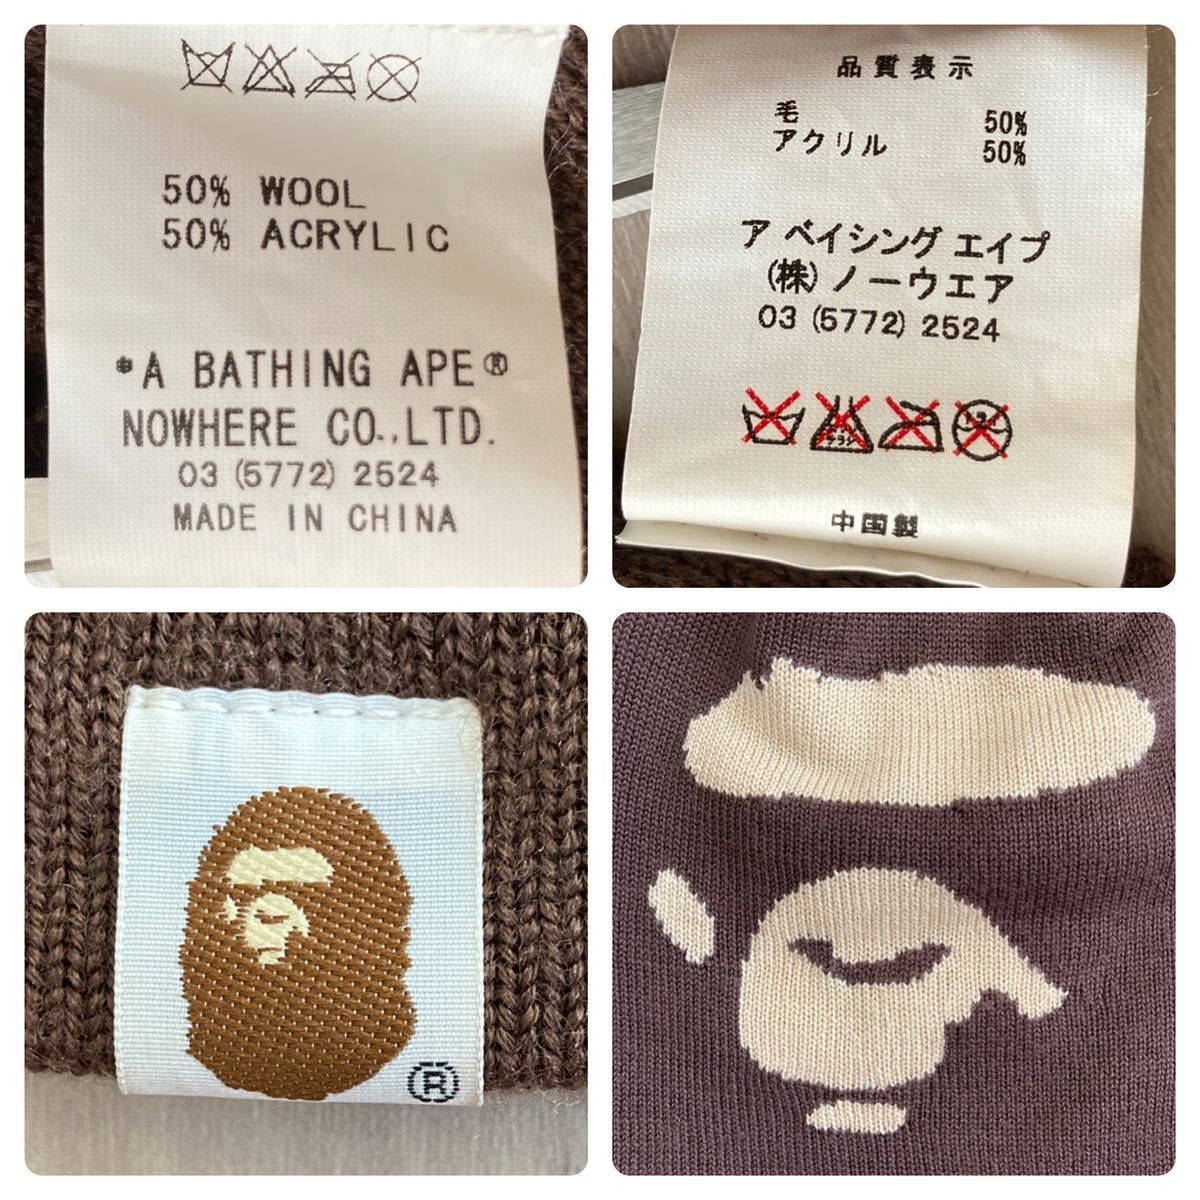 50% WOOL
50% ACRYLIC
*A BATHING APE®
NOWHERE CO.,LTD.
03 (5772) 2524
MADE IN CHINA
品質表示
毛 50%
アクリル 50%
ア ベイシング エイプ
(株) ノーウエア
03 (5772) 2524
中国製
®